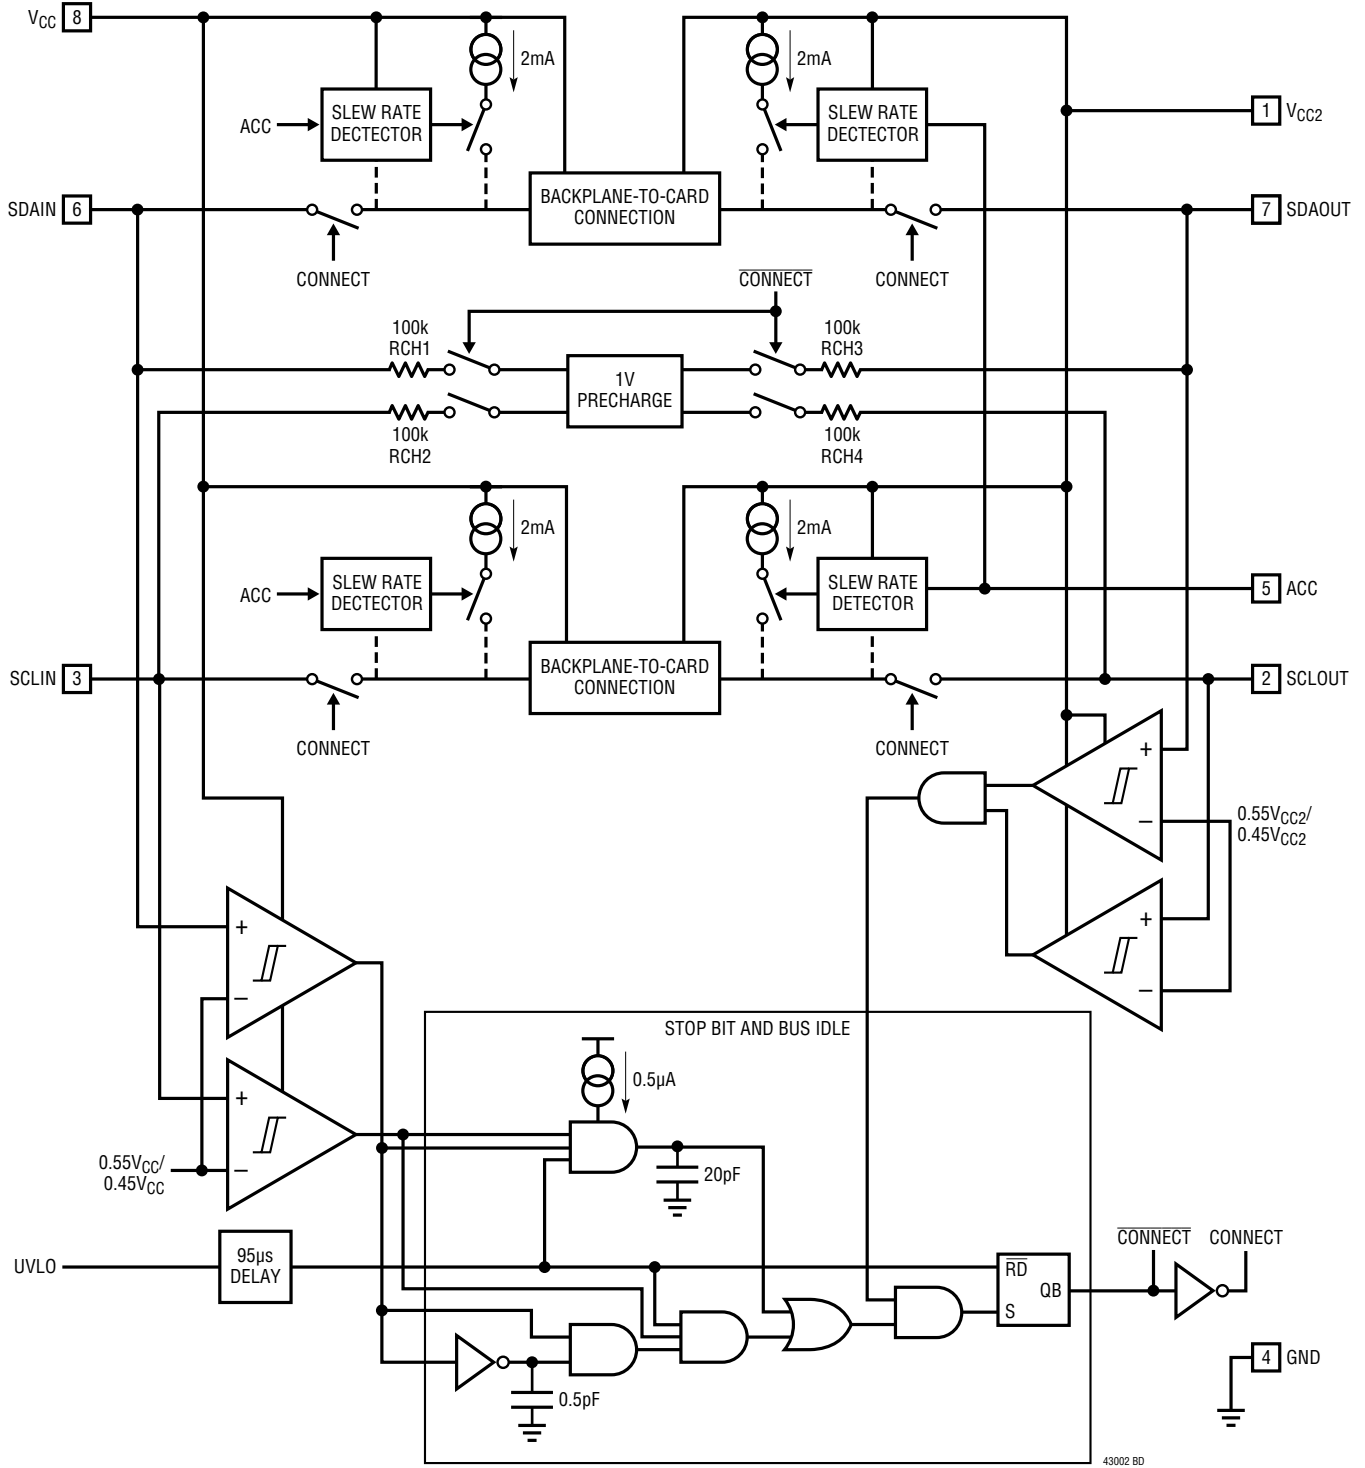 VCC 8
2mA
2mA
SLEW RATE
DECTECTOR
ACC
SLEW RATE
DECTECTOR
1 VCC2
SDAIN 6
BACKPLANE-TO-CARD
CONNECTION
7 SDAOUT
CONNECT
CONNECT
CONNECT
100k
RCH1
100k
RCH3
1V
PRECHARGE
100k
RCH2
100k
RCH4
2mA
2mA
ACC
SLEW RATE
DECTECTOR
SLEW RATE
DETECTOR
5 ACC
SCLIN 3
BACKPLANE-TO-CARD
CONNECTION
2 SCLOUT
CONNECT
CONNECT
+
–
0.55VCC2/
0.45VCC2
+
–
+
–
STOP BIT AND BUS IDLE
0.5µA
+
–
0.55VCC/
0.45VCC
20pF
UVLO
95µs
DELAY
RD
QB
S
CONNECT
CONNECT
4 GND
0.5pF
43002 BD